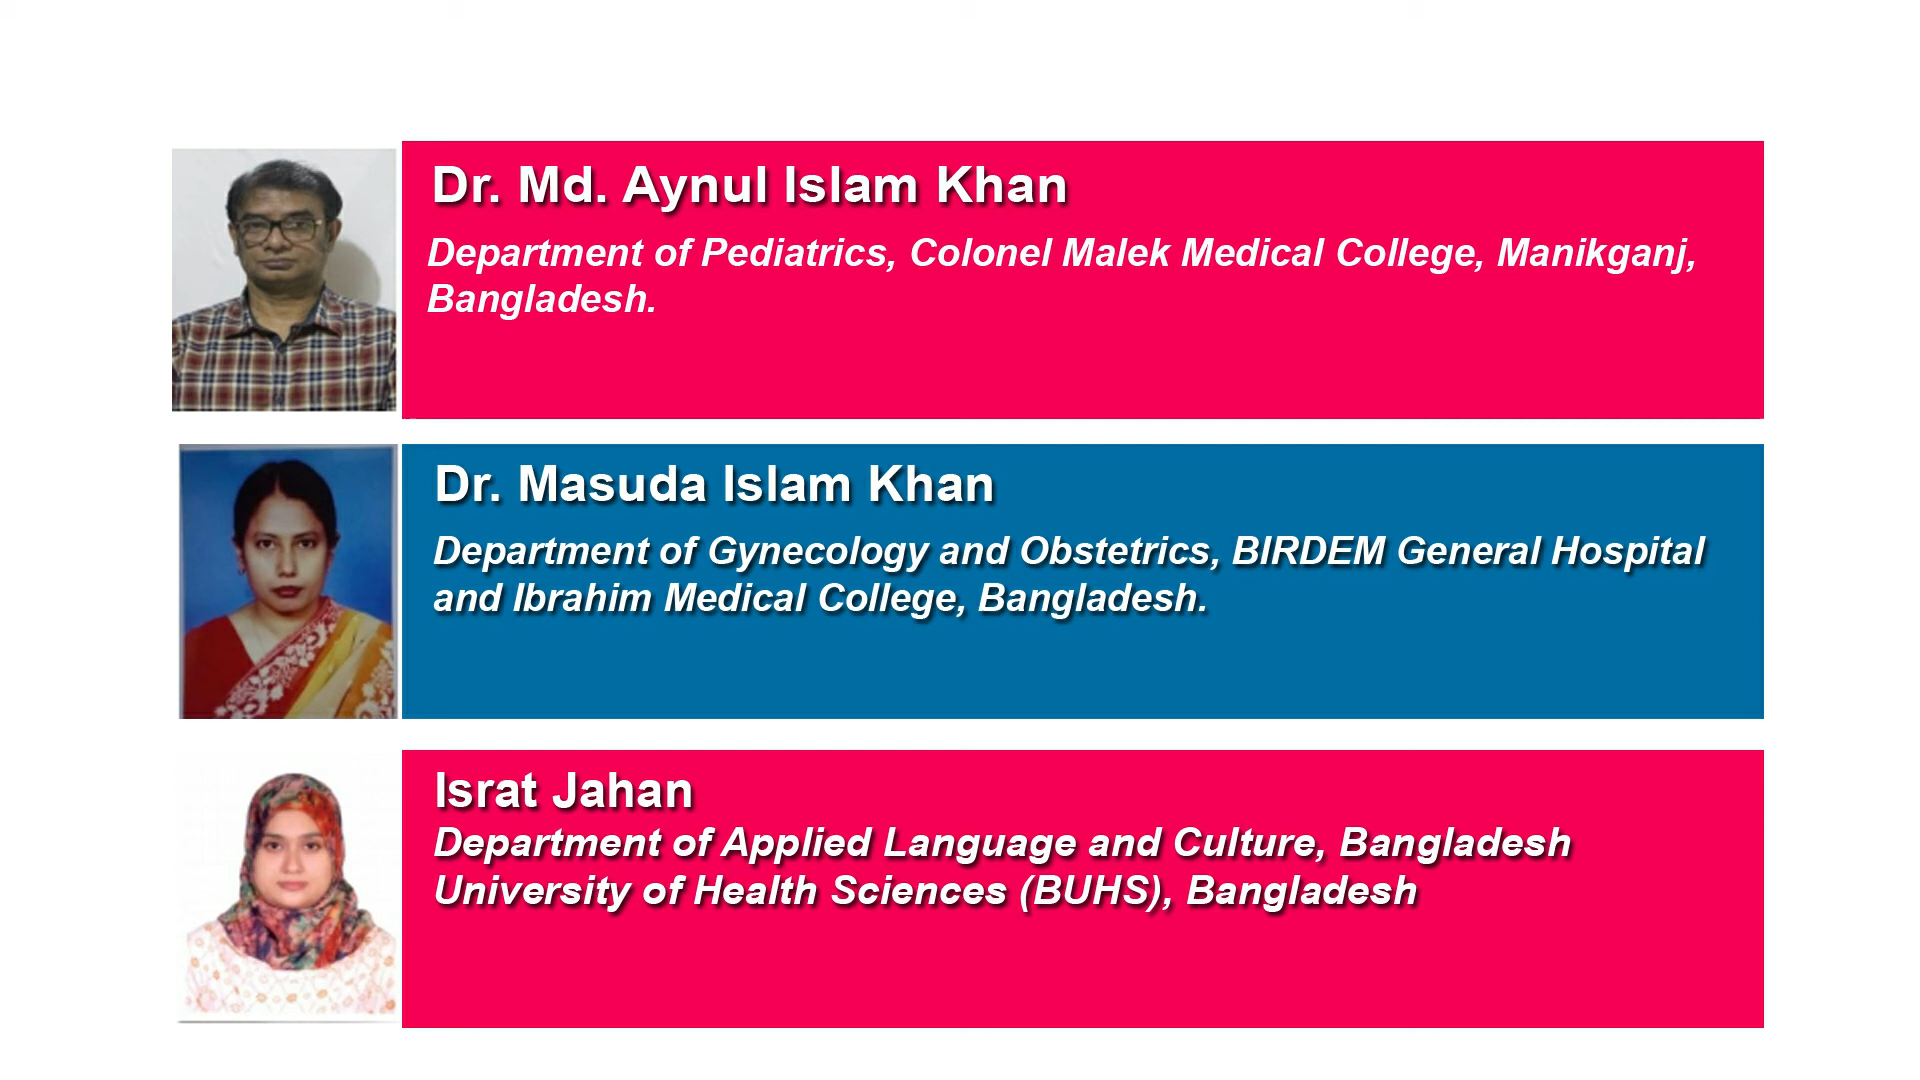 Dr. Md. Aynul Islam Khan
Department of Pediatrics, Colonel Malek Medical College, Manikganj,
Bangladesh.
Dr. Masuda Islam Khan
Department of Gynecology and Obstetrics, BIRDEM General Hospital
and Ibrahim Medical College, Bangladesh.
Israt Jahan
Department of Applied Language and Culture, Bangladesh
University of Health Sciences (BUHS), Bangladesh